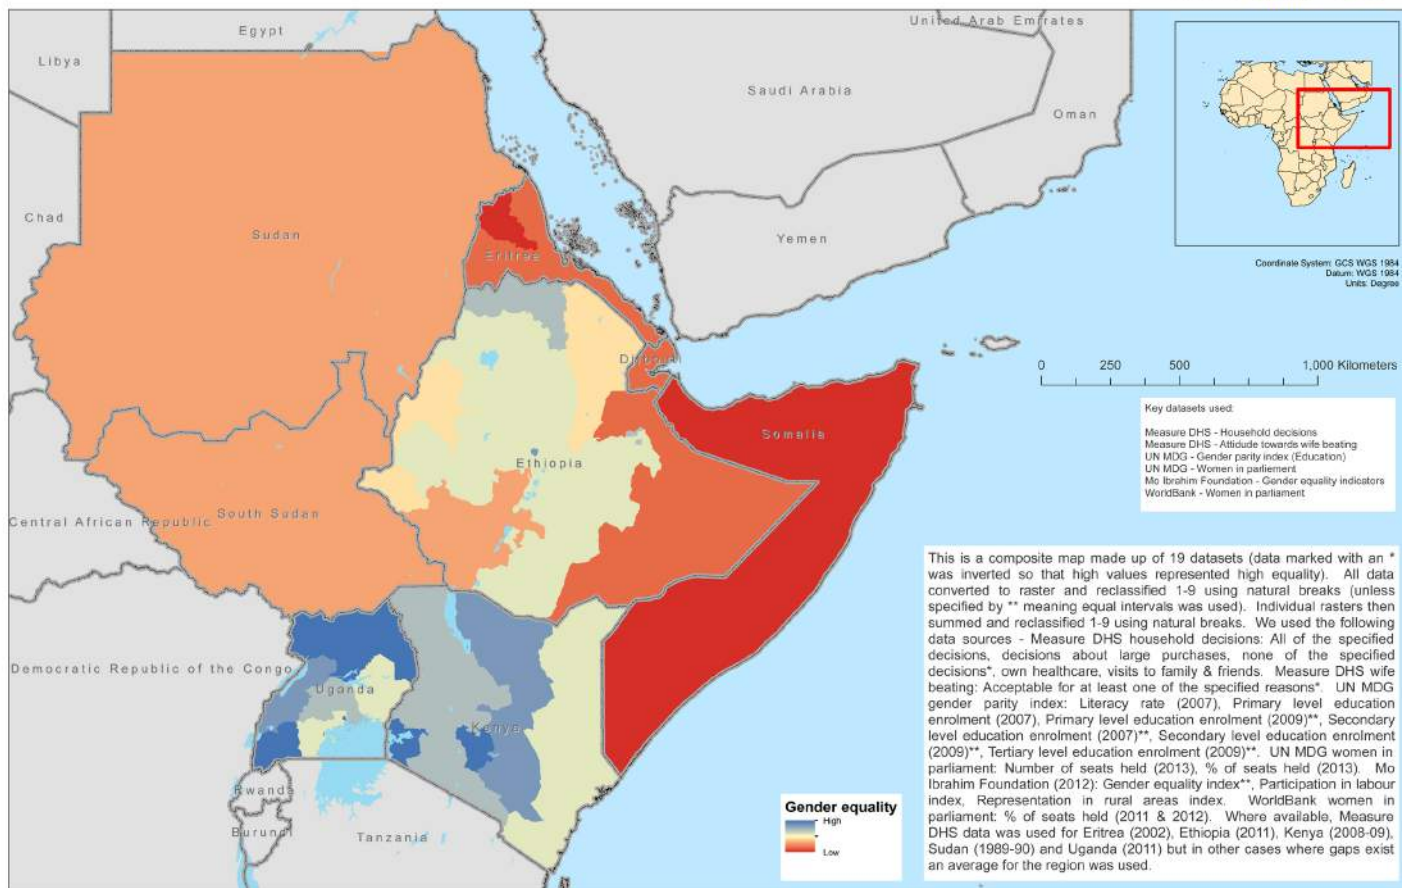 Egypt
United Arab Emirates
Libya
Saudi Arabia
Oman
Chad
Sudan
Yemen
Eritrea
Coordinate System: GCS WGS 1984
Datum: WGS 1984
Units: Degree
Djibouti
0 250 500 1,000 Kilometers
Key datasets used:
Measure DHS - Household decisions
Measure DHS - Attidude towards wife beating
UN MDG - Gender parity index (Education)
UN MDG - Women in parliement
Mo Ibrahim Foundation - Gender equality indicators
WorldBank - Women in parliament
Somalia
Ethiopia
Central African Republic
South Sudan
This is a composite map made up of 19 datasets (data marked with an *
was inverted so that high values represented high equality). All data
converted to raster and reclassified 1-9 using natural breaks (unless
specified by ** meaning equal intervals was used). Individual rasters then
summed and reclassified 1-9 using natural breaks. We used the following
data sources - Measure DHS household decisions: All of the specified
decisions, decisions about large purchases, none of the specified
decisions*, own healthcare, visits to family & friends. Measure DHS wife
beating: Acceptable for at least one of the specified reasons*. UN MDG
gender parity index: Literacy rate (2007), Primary level education
enrolment (2007), Primary level education enrolment (2009)**, Secondary
level education enrolment (2007)**, Secondary level education enrolment
(2009)**, Tertiary level education enrolment (2009)**. UN MDG women in
parliament: Number of seats held (2013), % of seats held (2013). Mo
Ibrahim Foundation (2012): Gender equality index**, Participation in labour
index, Representation in rural areas index. WorldBank women in
parliament: % of seats held (2011 & 2012). Where available, Measure
DHS data was used for Eritrea (2002), Ethiopia (2011), Kenya (2008-09),
Sudan (1989-90) and Uganda (2011) but in other cases where gaps exist
an average for the region was used.
Democratic Republic of the Congo
Uganda
Kenya
Rwanda
Burundi
Tanzania
Gender equality
High
Low